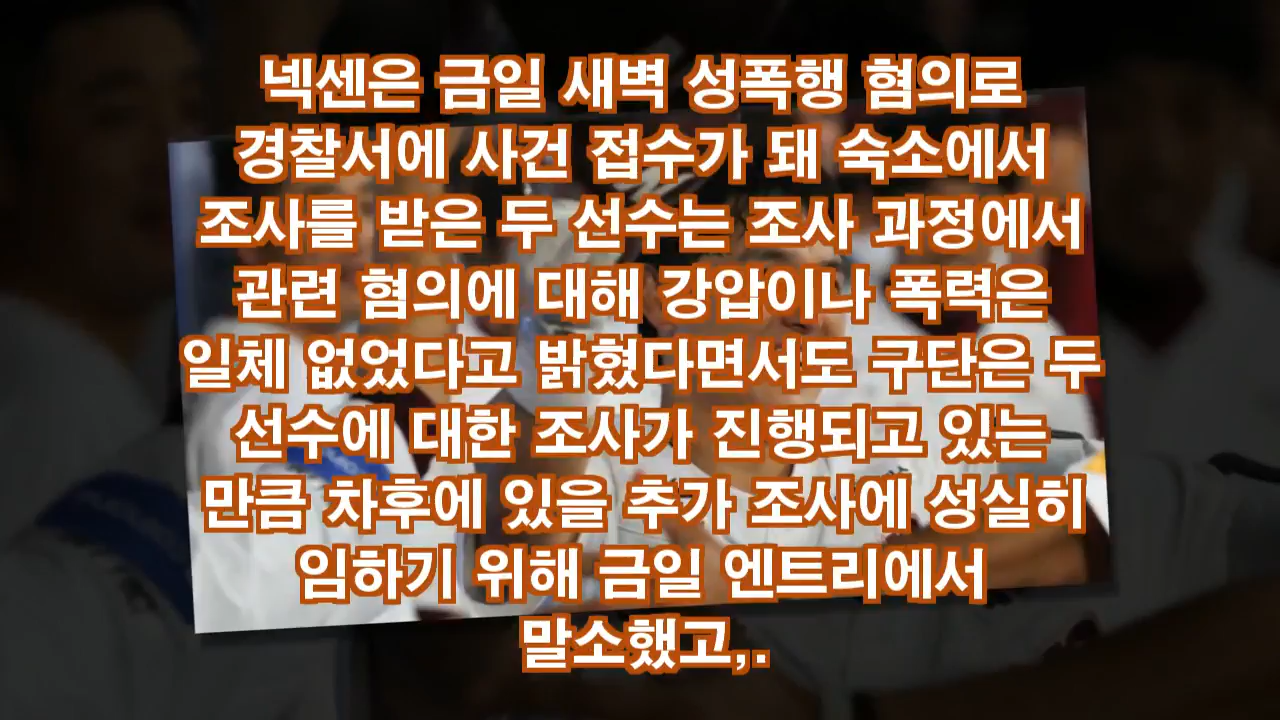 넥센은 금일 새벽 성폭행 혐의로
경찰서에 사건 접수가 돼 숙소에서
조사를 받은 두 선수는 조사 과정에서
관련 혐의에 대해 강압이나 폭력은
일체 없었다고 밝혔다면서도 구단은 두
선수에 대한 조사가 진행되고 있는
만큼 차후에 있을 추가 조사에 성실히
임하기 위해 금일 엔트리에서
말소했고,.